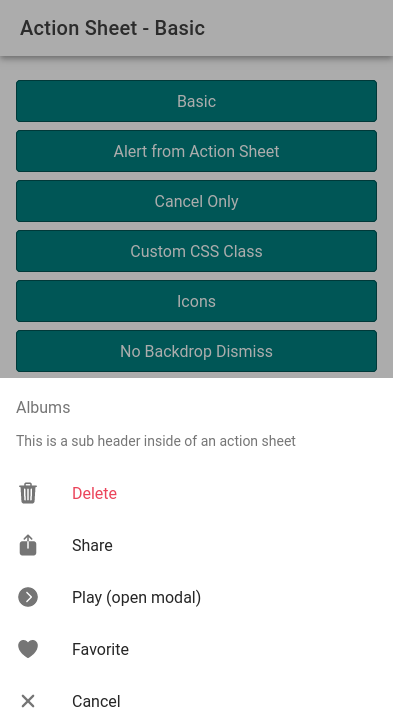 Action Sheet - Basic
Basic
Alert from Action Sheet
Cancel Only
Custom CSS Class
Icons
No Backdrop Dismiss
Albums
This is a sub header inside of an action sheet
Delete
Share
Play (open modal)
Favorite
Cancel